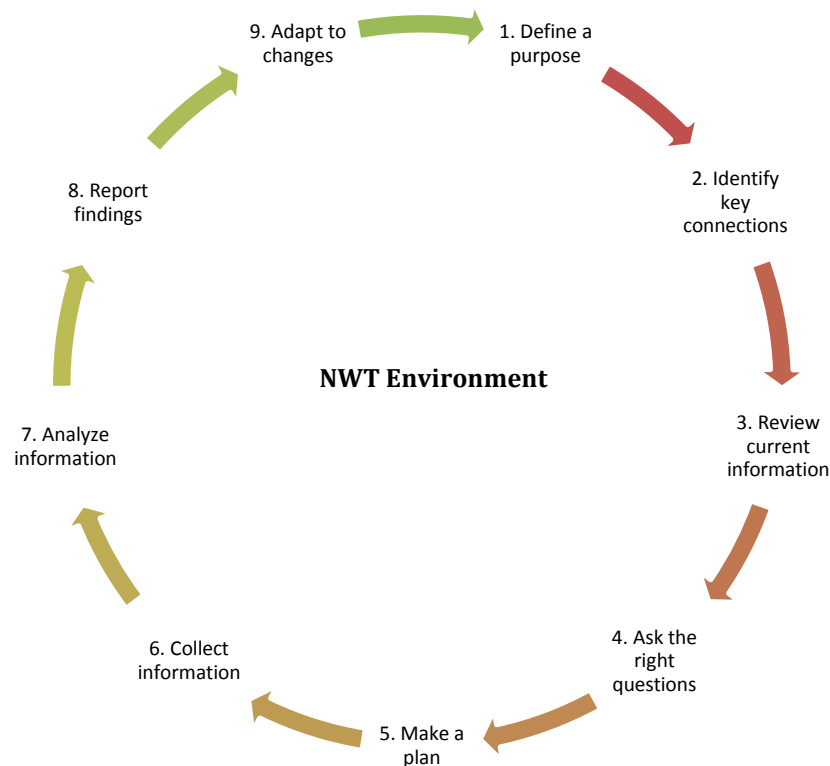 1. Define a
purpose
2. Identify
key
connections
3. Review
current
information
4. Ask the
right
questions
5. Make a
plan
6. Collect
information
7. Analyze
information
8. Report
findings
9. Adapt to
changes
NWT Environment